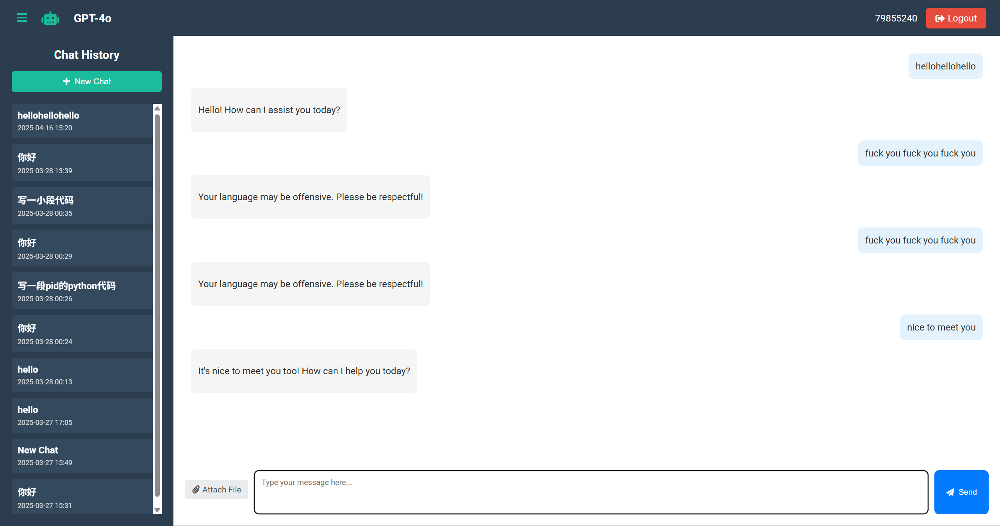 GPT-4o
79855240
Logout
Chat History
New Chat
hellohellohello
2025-04-16 15:20
你好
2025-03-28 13:39
写一小段代码
2025-03-28 00:35
你好
2025-03-28 00:29
写一段pid的python代码
2025-03-28 00:26
你好
2025-03-28 00:24
hello
2025-03-28 00:13
hello
2025-03-27 17:05
New Chat
2025-03-27 15:49
你好
2025-03-27 15:31
hellohellohello
Hello! How can I assist you today?
fuck you fuck you fuck you
Your language may be offensive. Please be respectful!
fuck you fuck you fuck you
Your language may be offensive. Please be respectful!
nice to meet you
It's nice to meet you too! How can I help you today?
Attach File
Type your message here...
Send